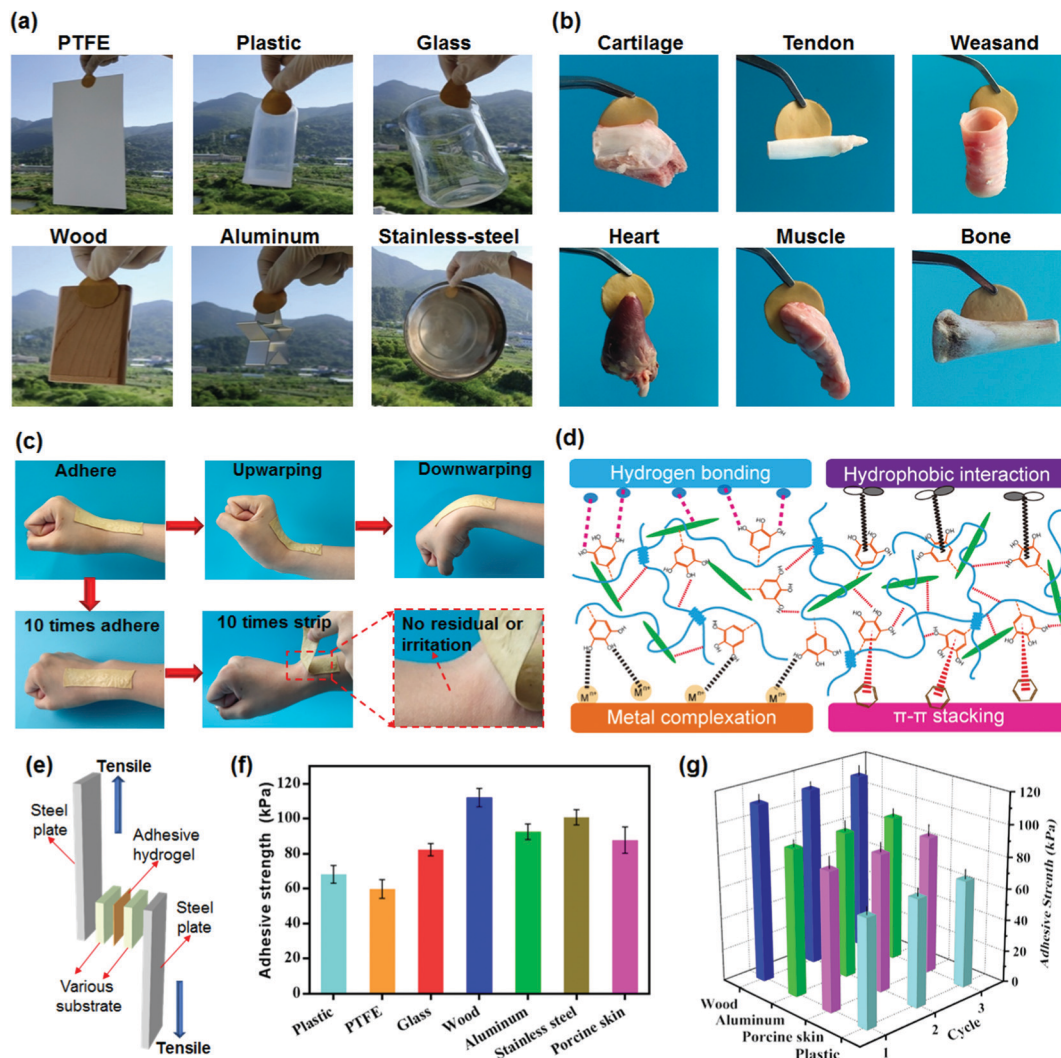 (a)
PTFE
Plastic
Glass
Wood
Aluminum
Stainless-steel
(b)
Cartilage
Tendon
Weasand
Heart
Muscle
Bone
(c)
Adhere
Upwarping
Downwarping
10 times adhere
10 times strip
No residual or
irritation
(d)
Hydrogen bonding
Hydrophobic interaction
Metal complexation
π-π stacking
(e)
Tensile
Steel
plate
Adhesive
hydrogel
Steel
plate
Various
substrate
Tensile
(f)
Adhesive strength (kPa)
120
100
80
60
40
20
0
Plastic
PTFE
Glass
Wood
Aluminum
Stainless steel
Porcine skin
(g)
120
100
80
60
40
20
0
Adhesive Strenth (kPa)
Wood
Aluminum
Porcine skin
Plastic
1
2
3
Cycle